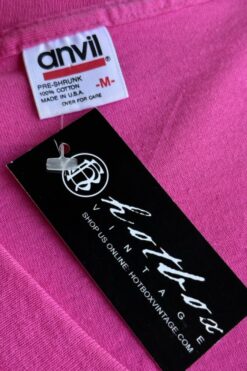 anvil
®
PRE-SHRUNK
100% COTTON
MADE IN U.S.A.
-M-
OVER FOR CARE
HB
hotbox
VINTAGE
SHOP US ONLINE: HOTBOXVINTAGE.COM